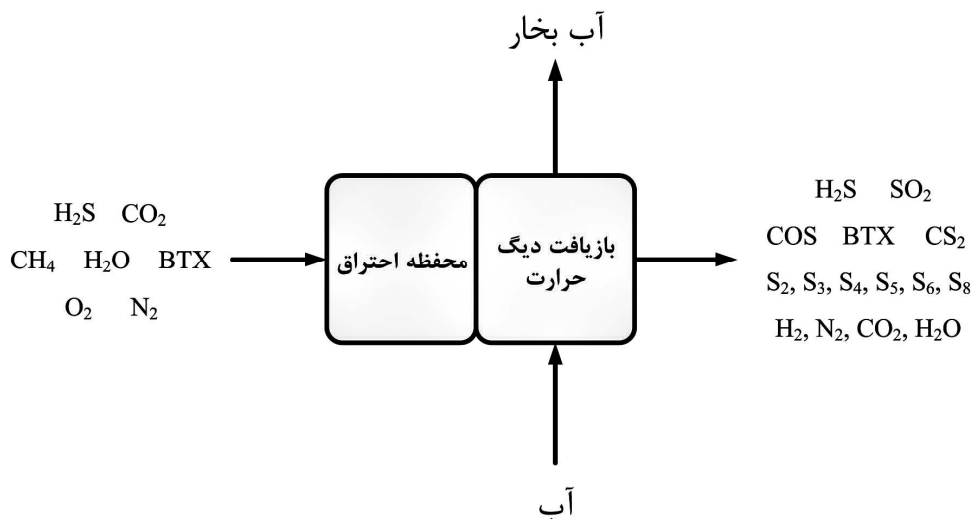 آب بخار
H₂S CO₂
CH₄ H₂O BTX
O₂ N₂
محفظه احتراق
بازیافت دیگ
حرارت
H₂S SO₂
COS BTX CS₂
S₂, S₃, S₄, S₅, S₆, S₈
H₂, N₂, CO₂, H₂O
آب